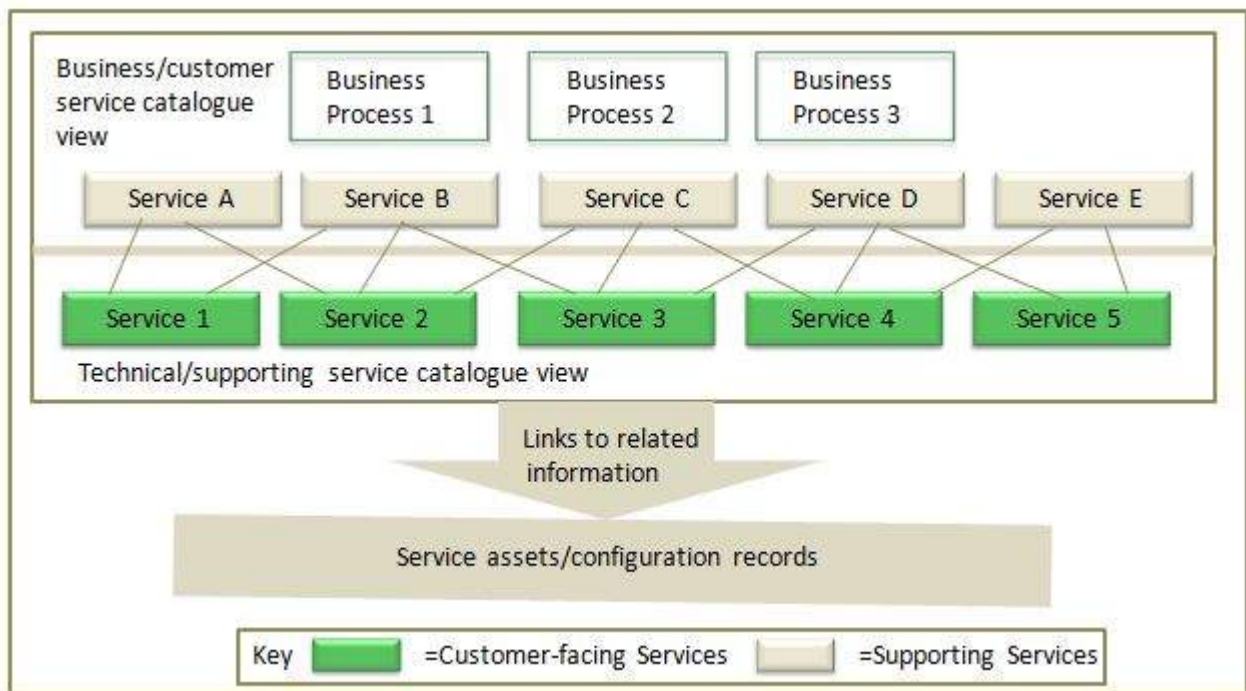 Business/customer
service catalogue
view
Business
Process 1
Business
Process 2
Business
Process 3
Service A
Service B
Service C
Service D
Service E
Service 1
Service 2
Service 3
Service 4
Service 5
Technical/supporting service catalogue view
Links to related
information
Service assets/configuration records
Key
=Customer-facing Services
=Supporting Services